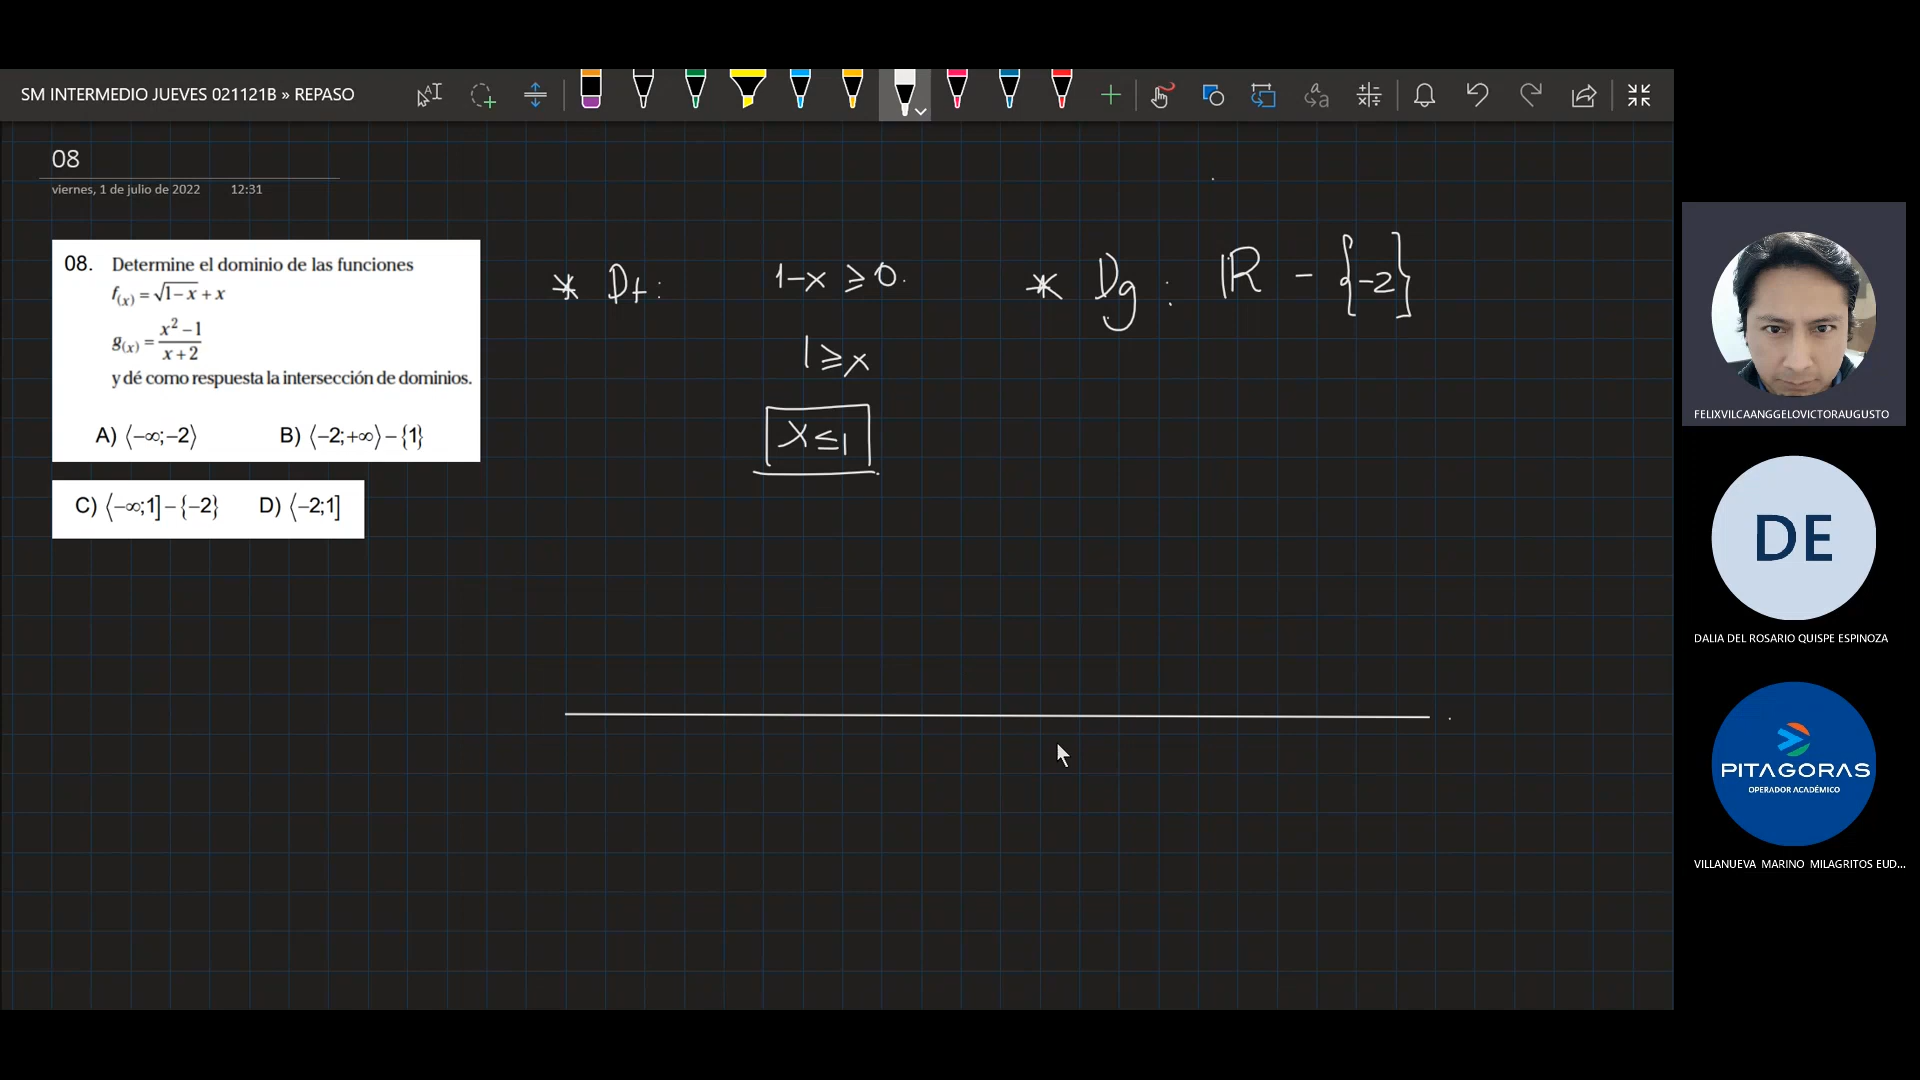 SM INTERMEDIO JUEVES 021121B » REPASO
08
viernes, 1 de julio de 2022 12:31
08. Determine el dominio de las funciones
f(x) = √(1−x) + x
g(x) = (x² − 1)/(x + 2)
y dé como respuesta la intersección de dominios.
A) ⟨−∞;−2⟩ B) ⟨−2;+∞⟩−{1}
C) ⟨−∞;1]−{−2} D) ⟨−2;1]
* Df: 1−x ≥ 0.
1 ≥ x
x ≤ 1
* Dg: ℝ − {−2}
FELIXVILCAANGGELOVICTORAUGUSTO
DE
DALIA DEL ROSARIO QUISPE ESPINOZA
PITAGORAS
OPERADOR ACADÉMICO
VILLANUEVA MARINO MILAGRITOS EUD...